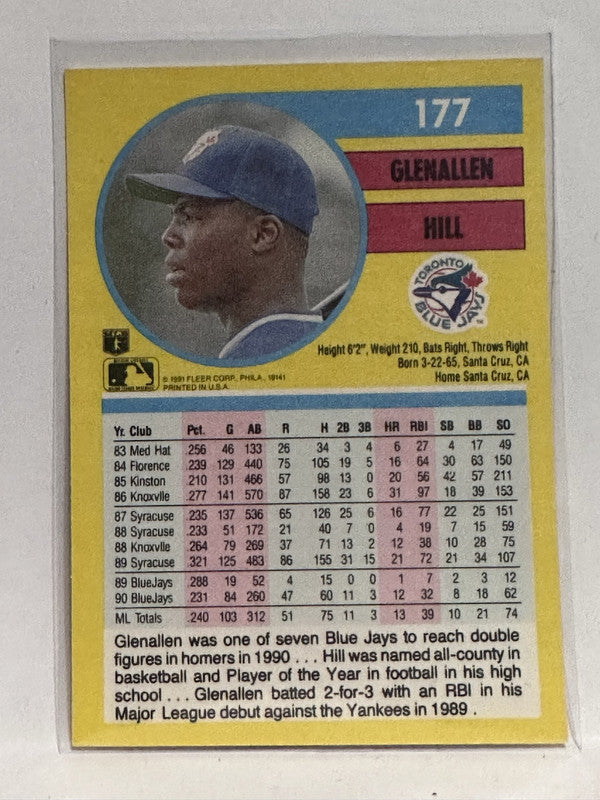 177
GLENALLEN
HILL
TORONTO
BLUE JAYS
Height 6'2", Weight 210, Bats Right, Throws Right
Born 3-22-65, Santa Cruz, CA
Home Santa Cruz, CA
© 1991 FLEER CORP., PHILA., 19141
PRINTED IN U.S.A.
Yr. Club Pct. G AB R H 2B 3B HR RBI SB BB SO
83 Med Hat .256 46 133 26 34 3 4 6 27 4 17 49
84 Florence .239 129 440 75 105 19 5 16 64 30 63 150
85 Kinston .210 131 466 57 98 13 0 20 56 42 57 211
86 Knoxvlle .277 141 570 87 158 23 6 31 97 18 39 153
87 Syracuse .235 137 536 65 126 25 6 16 77 22 25 151
88 Syracuse .233 51 172 21 40 7 0 4 19 7 15 59
88 Knoxvlle .264 79 269 37 71 13 2 12 38 10 28 75
89 Syracuse .321 125 483 86 155 31 15 21 72 21 34 107
89 BlueJays .288 19 52 4 15 0 0 1 7 2 3 12
90 BlueJays .231 84 260 47 60 11 3 12 32 8 18 62
ML Totals .240 103 312 51 75 11 3 13 39 10 21 74
Glenallen was one of seven Blue Jays to reach double
figures in homers in 1990 . . . Hill was named all-county in
basketball and Player of the Year in football in his high
school . . . Glenallen batted 2-for-3 with an RBI in his
Major League debut against the Yankees in 1989 .